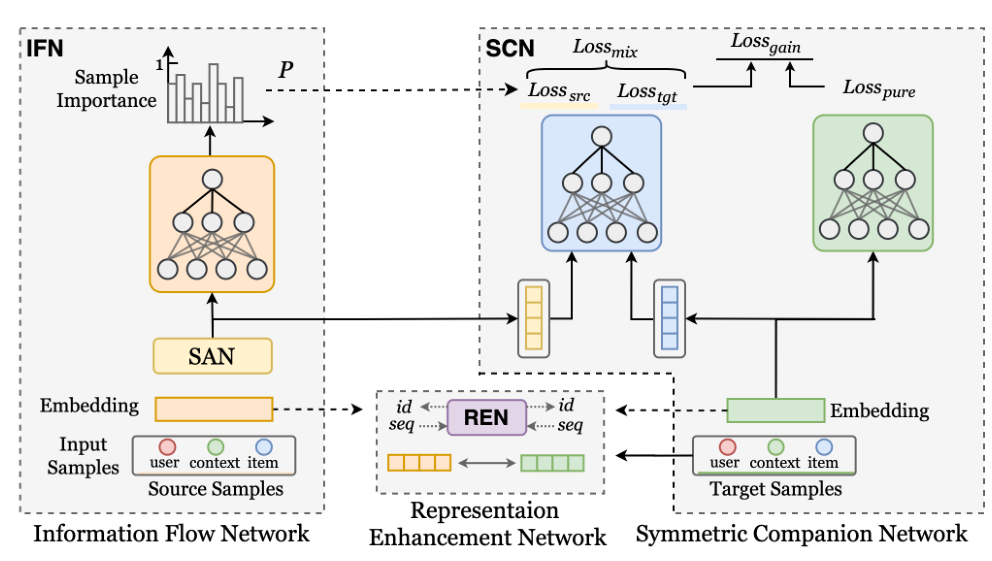 IFN
1
Sample
Importance
P
SAN
Embedding
Input
Samples
user context item
Source Samples
Information Flow Network
SCN
Loss_mix
Loss_src
Loss_tgt
Loss_gain
Loss_pure
id
seq
REN
id
seq
Representaion
Enhancement Network
Embedding
user context item
Target Samples
Symmetric Companion Network